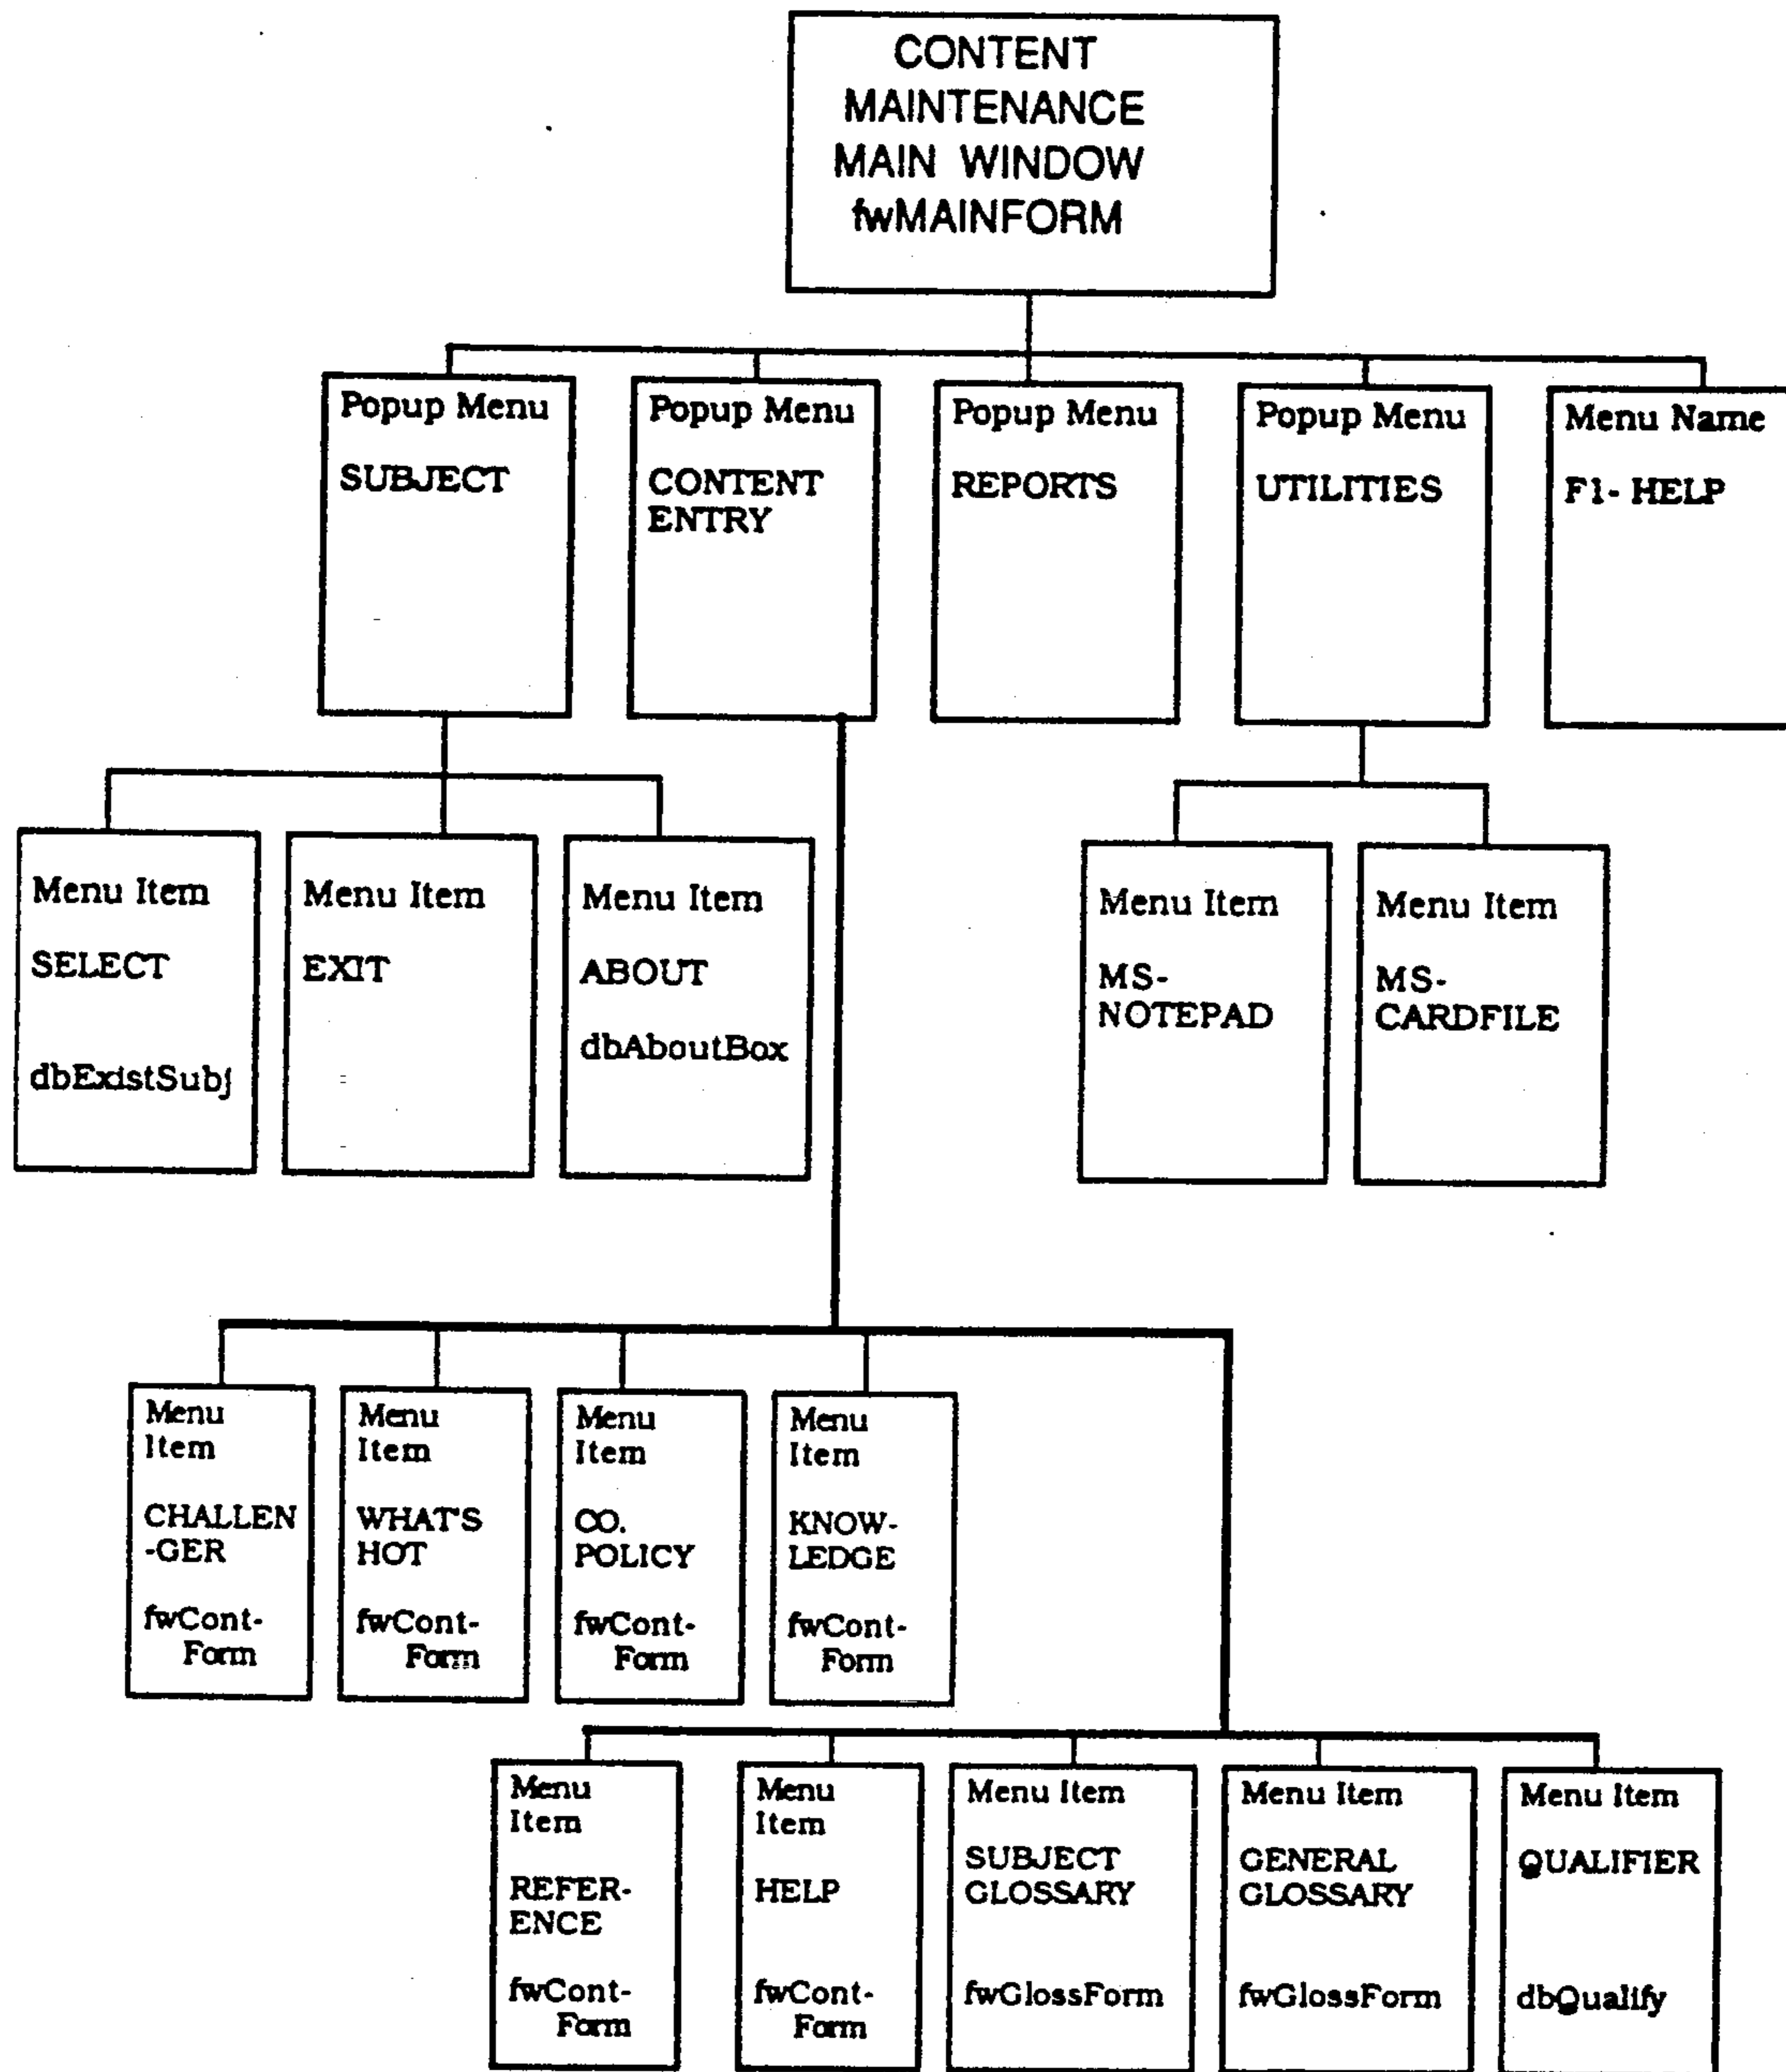 CONTENT
MAINTENANCE
MAIN WINDOW
fwMAINFORM
Popup Menu
SUBJECT
Popup Menu
CONTENT
ENTRY
Popup Menu
REPORTS
Popup Menu
UTILITIES
Menu Name
F1- HELP
Menu Item
SELECT
dbExistSubj
Menu Item
EXIT
Menu Item
ABOUT
dbAboutBox
Menu Item
MS-
NOTEPAD
Menu Item
MS-
CARDFILE
Menu
Item
CHALLEN
-GER
fwCont-
Form
Menu
Item
WHAT'S
HOT
fwCont-
Form
Menu
Item
CO.
POLICY
fwCont-
Form
Menu
Item
KNOW-
LEDGE
fwCont-
Form
Menu
Item
REFER-
ENCE
fwCont-
Form
Menu
Item
HELP
fwCont-
Form
Menu Item
SUBJECT
GLOSSARY
fwGlossForm
Menu Item
GENERAL
GLOSSARY
fwGlossForm
Menu Item
QUALIFIER
dbQualify